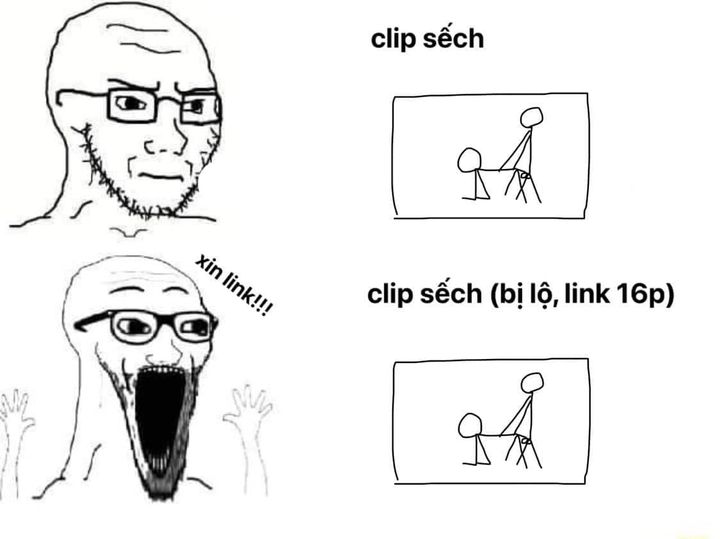 clip sếch
xin link!!!
clip sếch (bị lộ, link 16p)